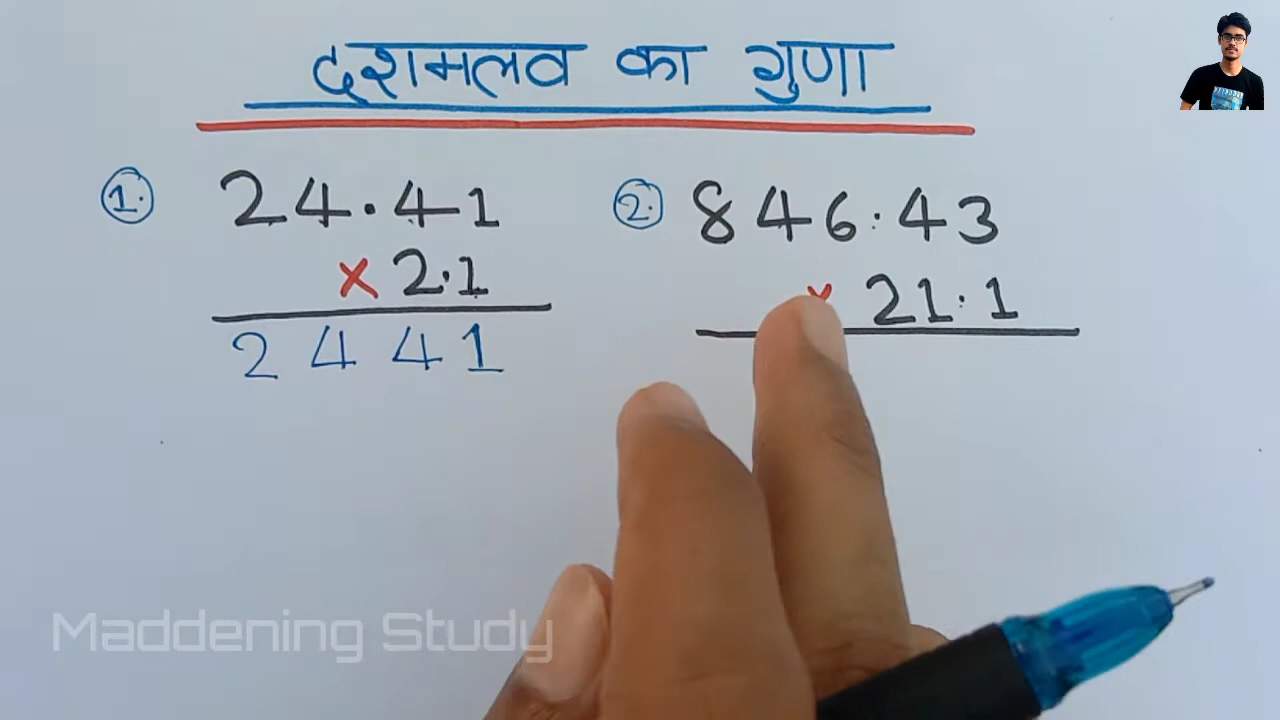 दशमलव का गुणा
1. 24.41
× 2.1
2441
2. 846.43
× 21.1
Maddening Study